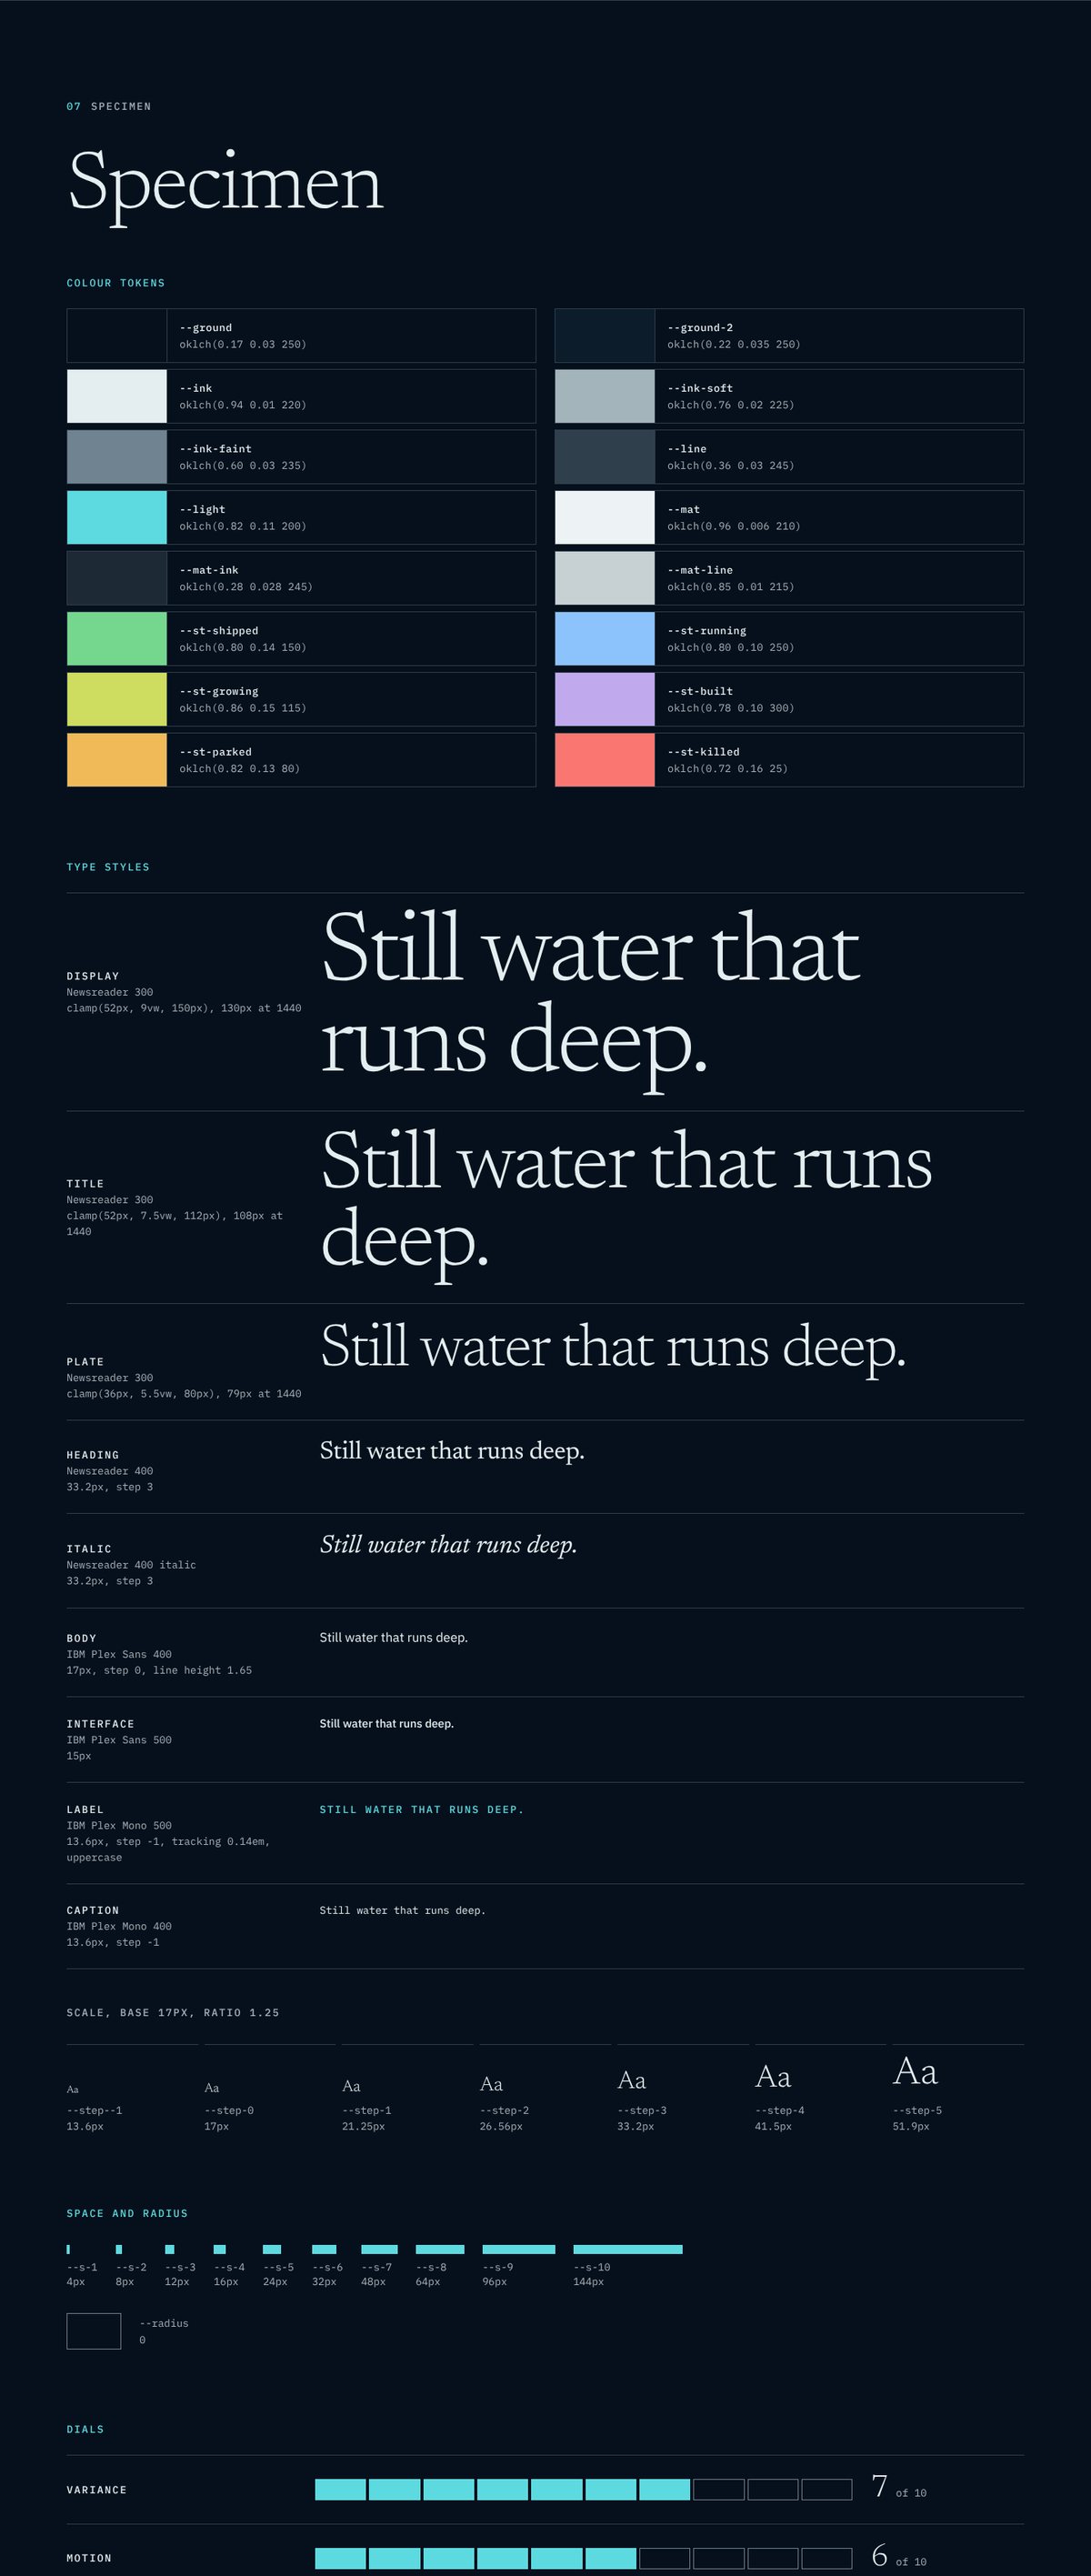 07 SPECIMEN
Specimen
COLOUR TOKENS
--ground
oklch(0.17 0.03 250)
--ground-2
oklch(0.22 0.035 250)
--ink
oklch(0.94 0.01 220)
--ink-soft
oklch(0.76 0.02 225)
--ink-faint
oklch(0.60 0.03 235)
--line
oklch(0.36 0.03 245)
--light
oklch(0.82 0.11 200)
--mat
oklch(0.96 0.006 210)
--mat-ink
oklch(0.28 0.028 245)
--mat-line
oklch(0.85 0.01 215)
--st-shipped
oklch(0.80 0.14 150)
--st-running
oklch(0.80 0.10 250)
--st-growing
oklch(0.86 0.15 115)
--st-built
oklch(0.78 0.10 300)
--st-parked
oklch(0.82 0.13 80)
--st-killed
oklch(0.72 0.16 25)
TYPE STYLES
DISPLAY
Newsreader 300
clamp(52px, 9vw, 150px), 130px at 1440
Still water that
runs deep.
TITLE
Newsreader 300
clamp(52px, 7.5vw, 112px), 108px at
1440
Still water that runs
deep.
PLATE
Newsreader 300
clamp(36px, 5.5vw, 80px), 79px at 1440
Still water that runs deep.
HEADING
Newsreader 400
33.2px, step 3
Still water that runs deep.
ITALIC
Newsreader 400 italic
33.2px, step 3
Still water that runs deep.
BODY
IBM Plex Sans 400
17px, step 0, line height 1.65
Still water that runs deep.
INTERFACE
IBM Plex Sans 500
15px
Still water that runs deep.
LABEL
IBM Plex Mono 500
13.6px, step -1, tracking 0.14em,
uppercase
STILL WATER THAT RUNS DEEP.
CAPTION
IBM Plex Mono 400
13.6px, step -1
Still water that runs deep.
SCALE, BASE 17PX, RATIO 1.25
Aa
--step--1
13.6px
Aa
--step-0
17px
Aa
--step-1
21.25px
Aa
--step-2
26.56px
Aa
--step-3
33.2px
Aa
--step-4
41.5px
Aa
--step-5
51.9px
SPACE AND RADIUS
--s-1
4px
--s-2
8px
--s-3
12px
--s-4
16px
--s-5
24px
--s-6
32px
--s-7
48px
--s-8
64px
--s-9
96px
--s-10
144px
--radius
0
DIALS
VARIANCE
7 of 10
MOTION
6 of 10